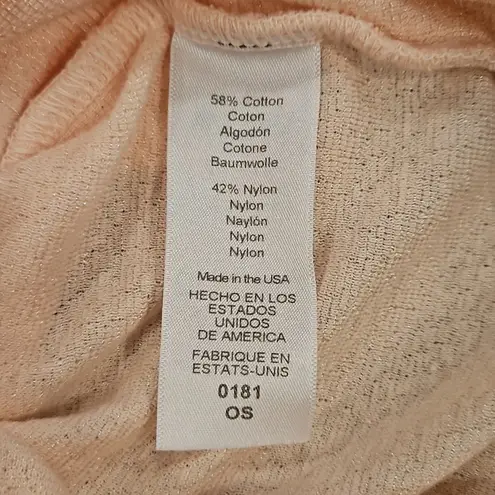 58% Cotton
Coton
Algodón
Cotone
Baumwolle
42% Nylon
Nylon
Naylón
Nylon
Nylon
Made in the USA
HECHO EN LOS
ESTADOS
UNIDOS
DE AMERICA
FABRIQUE EN
ESTATS-UNIS
0181
OS